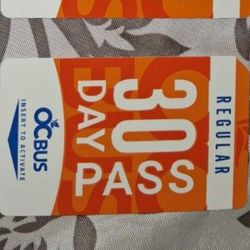 REGULAR
30
DAY
PASS
OCBUS
INSERT TO ACTIVATE